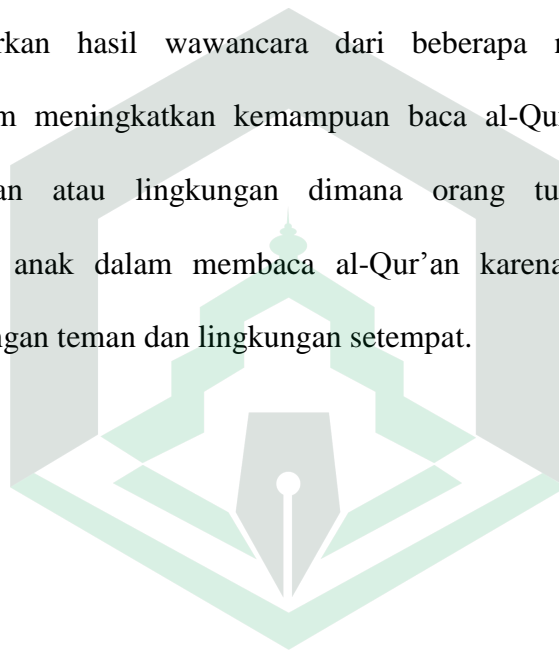 rkan hasil wawancara dari beberapa
m meningkatkan kemampuan baca al-Qur
an atau lingkungan dimana orang tu
anak dalam membaca al-Qur'an karena
ngan teman dan lingkungan setempat.